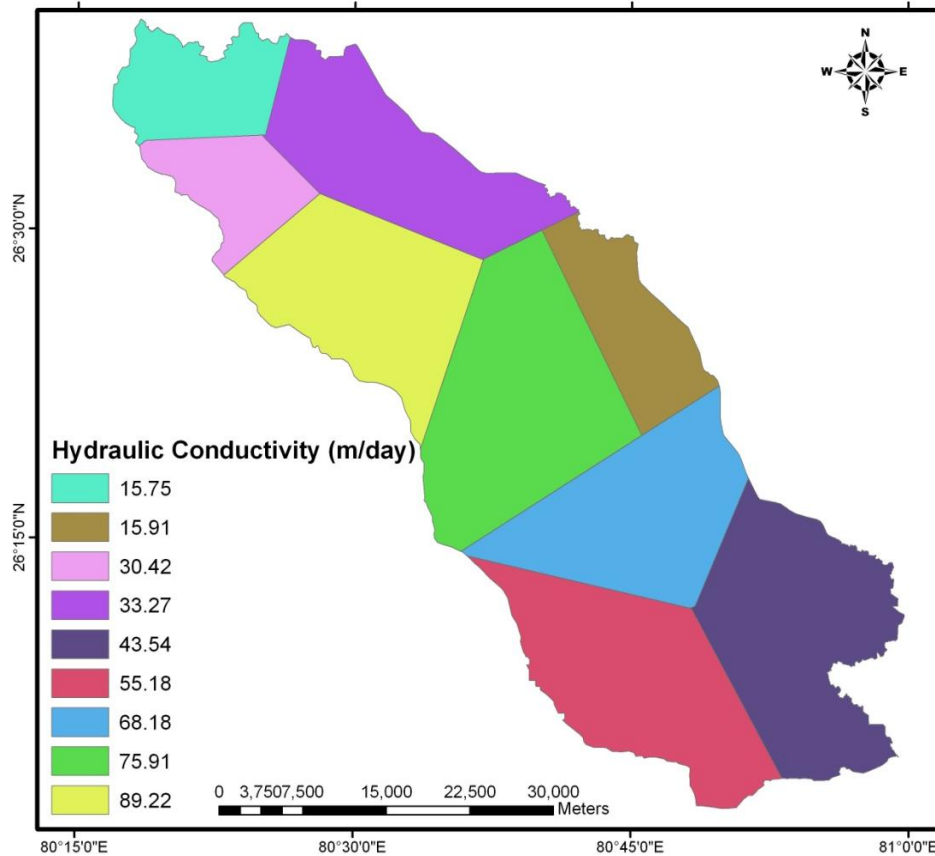 N
W E
S
26°30'0"N
26°15'0"N
Hydraulic Conductivity (m/day)
15.75
15.91
30.42
33.27
43.54
55.18
68.18
75.91
89.22
0 3,7507,500 15,000 22,500 30,000
Meters
80°15'0"E 80°30'0"E 80°45'0"E 81°0'0"E